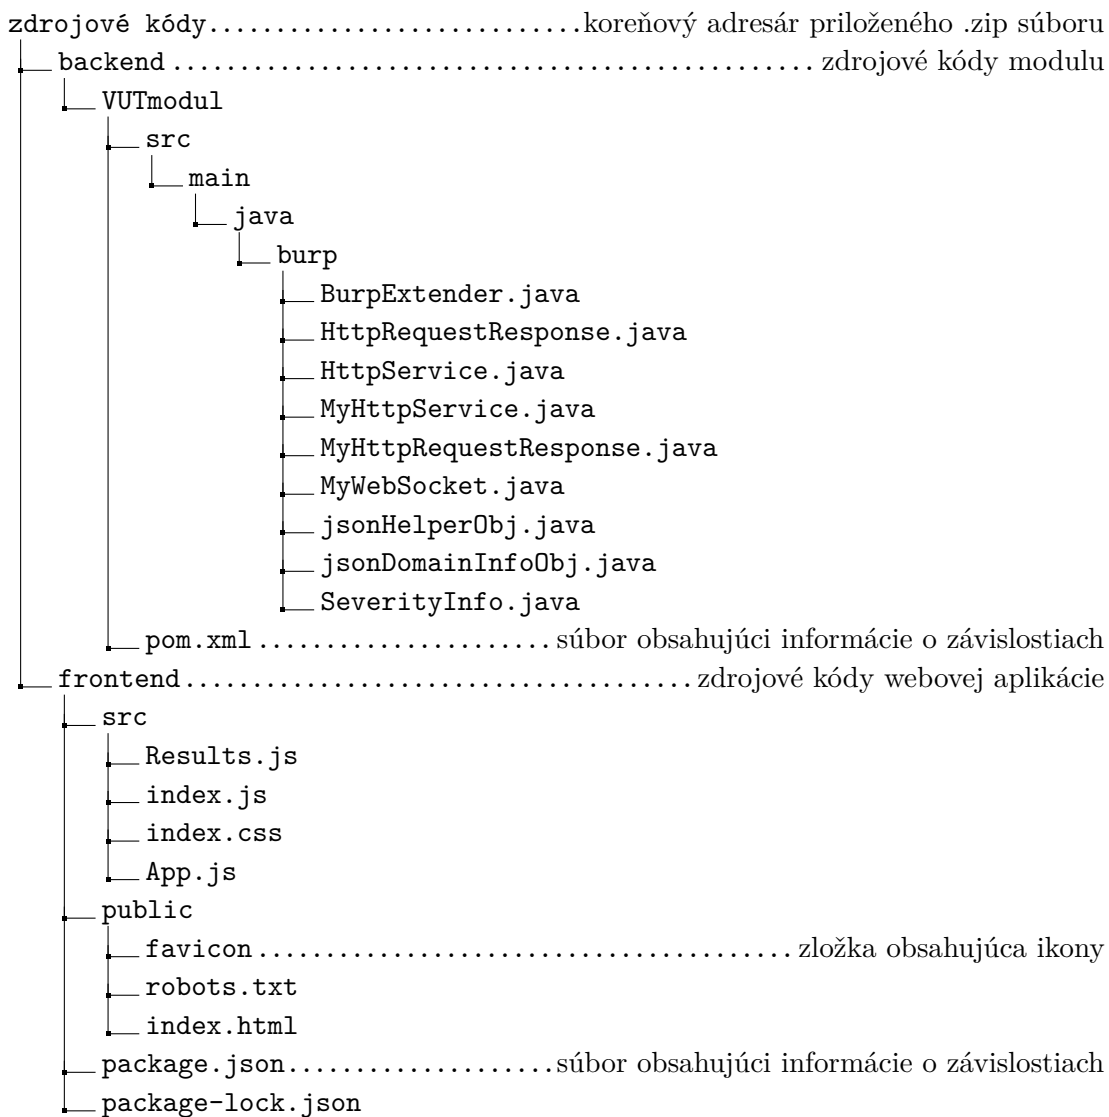 zdrojové kódy.............................koreňový adresár priloženého .zip súboru
backend................................................zdrojové kódy modulu
VUTmodul
src
main
java
burp
BurpExtender.java
HttpRequestResponse.java
HttpService.java
MyHttpService.java
MyHttpRequestResponse.java
MyWebSocket.java
jsonHelperObj.java
jsonDomainInfoObj.java
SeverityInfo.java
pom.xml......................súbor obsahujúci informácie o závislostiach
frontend......................................zdrojové kódy webovej aplikácie
src
Results.js
index.js
index.css
App.js
public
favicon........................................zložka obsahujúca ikony
robots.txt
index.html
package.json....................súbor obsahujúci informácie o závislostiach
package-lock.json